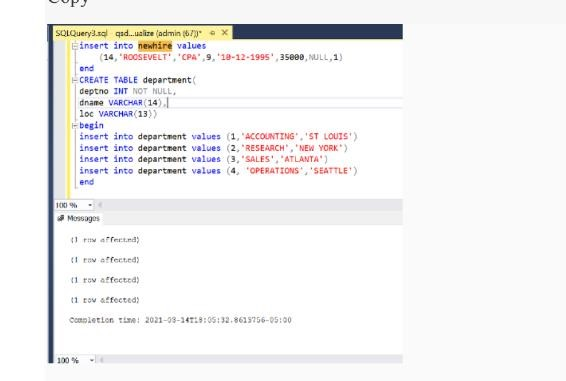 Copy
SQLQuery3.sql - qsd...ualize (admin (67))*
insert into newhire values
(14,'ROOSEVELT','CPA',9,'10-12-1995',35000,NULL,1)
end
CREATE TABLE department(
deptno INT NOT NULL,
dname VARCHAR(14),
loc VARCHAR(13))
begin
insert into department values (1,'ACCOUNTING','ST LOUIS')
insert into department values (2,'RESEARCH','NEW YORK')
insert into department values (3,'SALES','ATLANTA')
insert into department values (4, 'OPERATIONS','SEATTLE')
end
100 %
Messages
(1 row affected)
(1 row affected)
(1 row affected)
(1 row affected)
Completion time: 2021-03-14T18:05:32.8613756-05:00
100 %